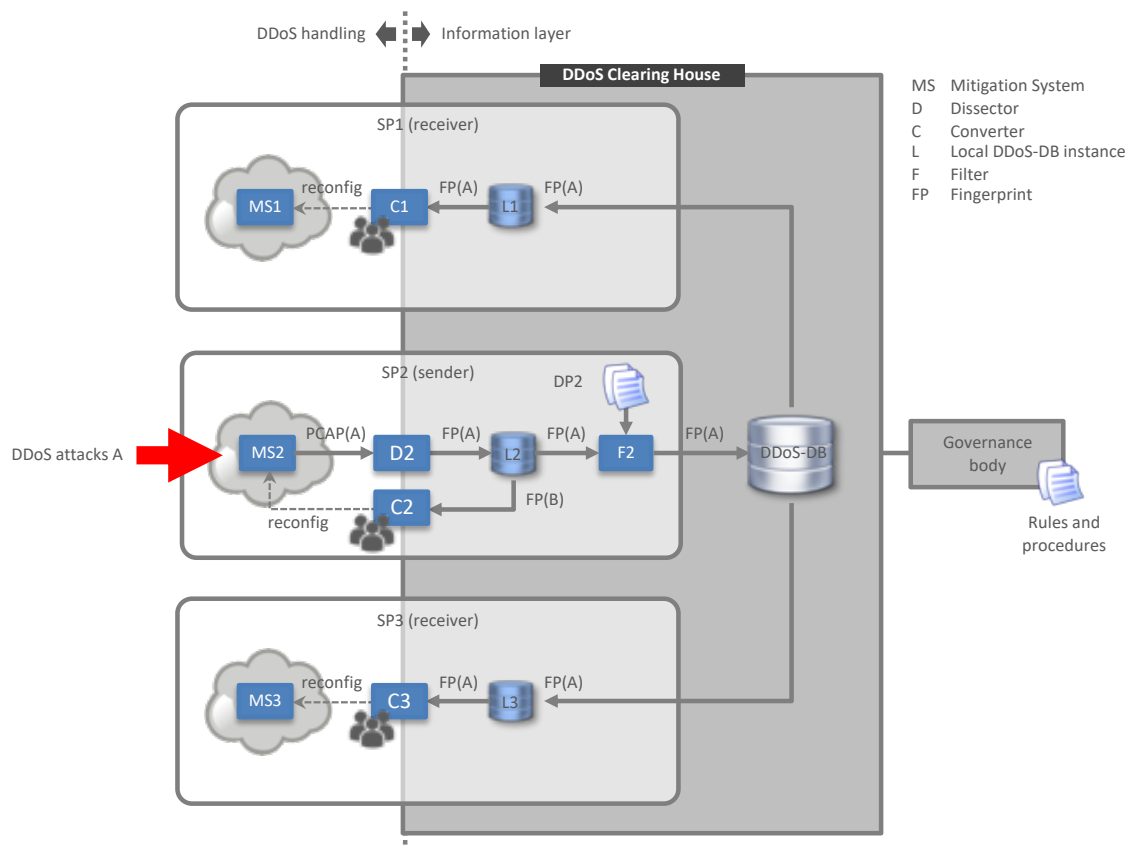 DDoS handling
Information layer
DDoS Clearing House
MS Mitigation System
D Dissector
C Converter
L Local DDoS-DB instance
F Filter
FP Fingerprint
SP1 (receiver)
MS1
reconfig
C1
FP(A)
L1
FP(A)
SP2 (sender)
DP2
DDoS attacks A
MS2
PCAP(A)
D2
FP(A)
L2
FP(A)
F2
FP(A)
DDoS-DB
Governance
body
reconfig
C2
FP(B)
Rules and
procedures
SP3 (receiver)
MS3
reconfig
C3
FP(A)
L3
FP(A)